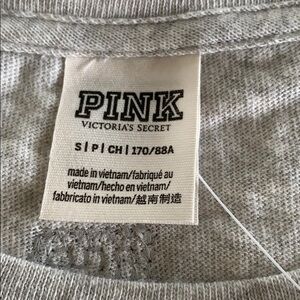 PINK
VICTORIA'S SECRET
S | P | CH | 170/88A
made in vietnam/fabriqué au
vietnam/hecho en vietnam/
fabbricato in vietnam/越南制造